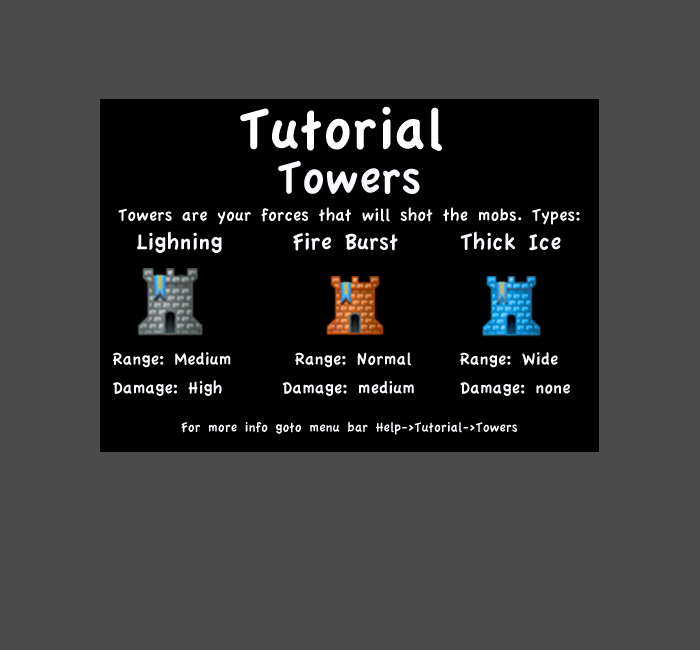 Tutorial
Towers
Towers are your forces that will shot the mobs. Types:
Lighning Fire Burst Thick Ice
Range: Medium Range: Normal Range: Wide
Damage: High Damage: medium Damage: none
For more info goto menu bar Help->Tutorial->Towers